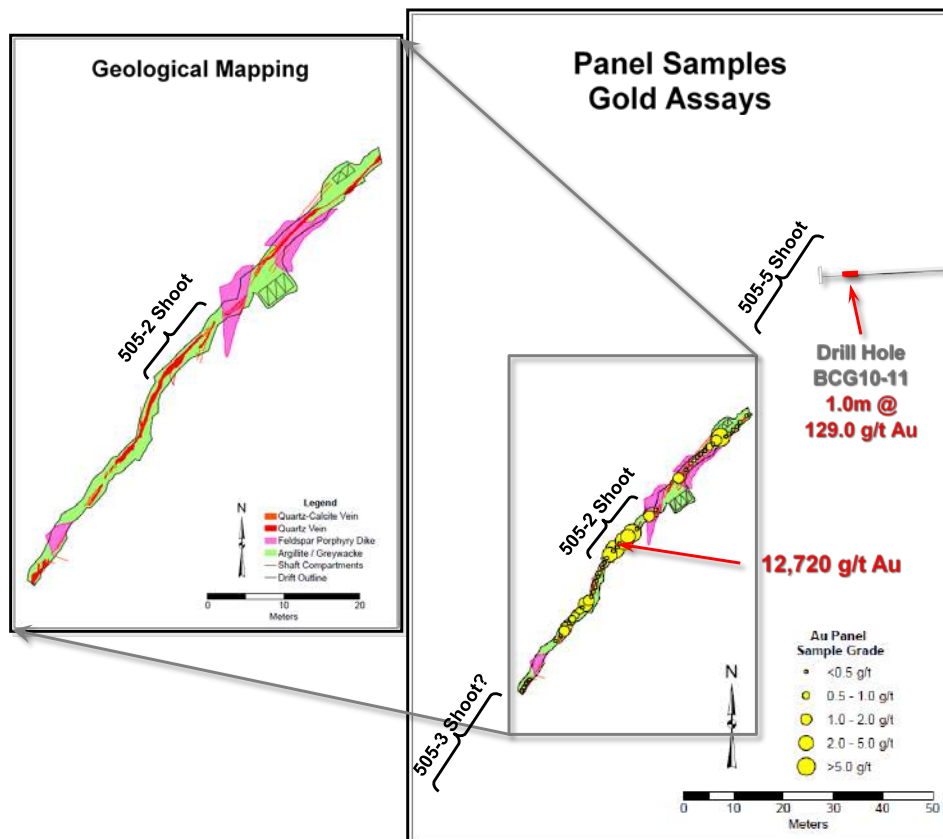 Geological Mapping
505-2 Shoot
N
Legend
Quartz-Calcite Vein
Quartz Vein
Feldspar Porphyry Dike
Argillite / Greywacke
Shaft Compartments
Drift Outline
0 10 20
Meters
Panel Samples
Gold Assays
505-5 Shoot
Drill Hole
BCG10-11
1.0m @
129.0 g/t Au
505-2 Shoot
12,720 g/t Au
505-3 Shoot?
N
Au Panel
Sample Grade
<0.5 g/t
0.5 - 1.0 g/t
1.0 - 2.0 g/t
2.0 - 5.0 g/t
>5.0 g/t
0 10 20 30 40 50
Meters